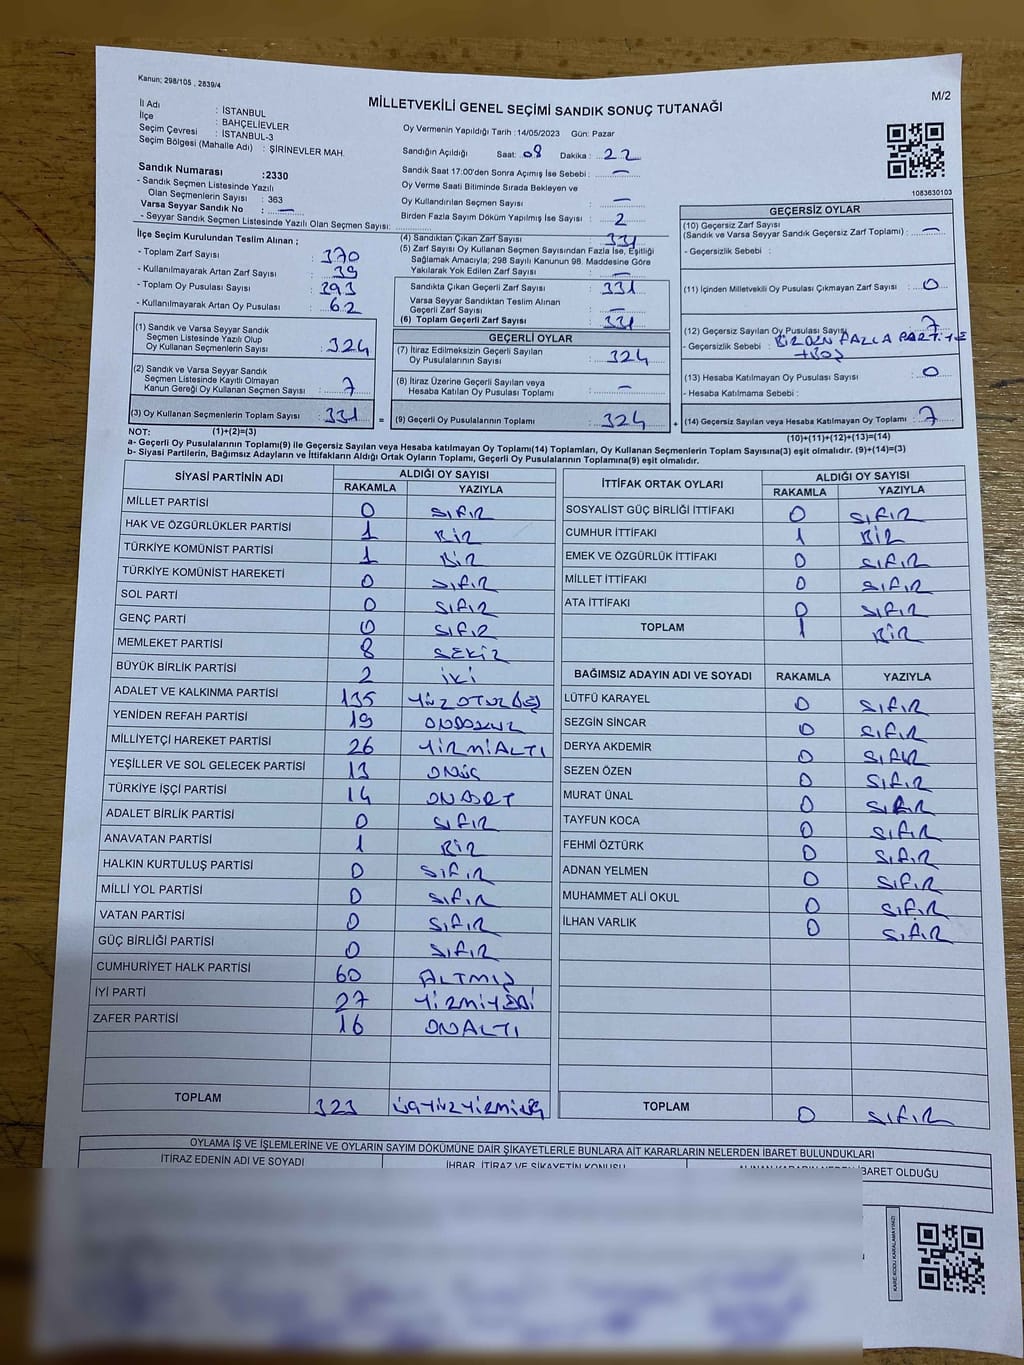 Kanun; 298/105 , 2839/4
MİLLETVEKİLİ GENEL SEÇİMİ SANDIK SONUÇ TUTANAĞI
M/2
İl Adı : İSTANBUL
İlçe : BAHÇELİEVLER
Seçim Çevresi : İSTANBUL-3
Seçim Bölgesi (Mahalle Adı) : ŞİRİNEVLER MAH.
Sandık Numarası :2330
- Sandık Seçmen Listesinde Yazılı
Olan Seçmenlerin Sayısı : 363
Varsa Seyyar Sandık No : —
- Seyyar Sandık Seçmen Listesinde Yazılı Olan Seçmen Sayısı:
Oy Vermenin Yapıldığı Tarih : 14/05/2023 Gün: Pazar
Sandığın Açıldığı Saat: 08 Dakika : 22
Sandık Saat 17:00'den Sonra Açımış İse Sebebi : —
Oy Verme Saati Bitiminde Sırada Bekleyen ve
Oy Kullandırılan Seçmen Sayısı : —
Birden Fazla Sayım Döküm Yapılmış İse Sayısı : 2
1083630103
İlçe Seçim Kurulundan Teslim Alınan ;
- Toplam Zarf Sayısı : 370
- Kullanılmayarak Artan Zarf Sayısı : 39
- Toplam Oy Pusulası Sayısı : 393
- Kullanılmayarak Artan Oy Pusulası : 62
(1) Sandık ve Varsa Seyyar Sandık
Seçmen Listesinde Yazılı Olup
Oy Kullanan Seçmenlerin Sayısı : 324
(2) Sandık ve Varsa Seyyar Sandık
Seçmen Listesinde Kayıtlı Olmayan
Kanun Gereği Oy Kullanan Seçmen Sayısı : 7
(3) Oy Kullanan Seçmenlerin Toplam Sayısı : 331 =
(4) Sandıktan Çıkan Zarf Sayısı : 331
(5) Zarf Sayısı Oy Kullanan Seçmen Sayısından Fazla İse, Eşitliği
Sağlamak Amacıyla; 298 Sayılı Kanunun 98. Maddesine Göre
Yakılarak Yok Edilen Zarf Sayısı : —
Sandıkta Çıkan Geçerli Zarf Sayısı : 331
Varsa Seyyar Sandıktan Teslim Alınan
Geçerli Zarf Sayısı : —
(6) Toplam Geçerli Zarf Sayısı : 331
GEÇERLİ OYLAR
(7) İtiraz Edilmeksizin Geçerli Sayılan
Oy Pusulalarının Sayısı : 324
(8) İtiraz Üzerine Geçerli Sayılan veya
Hesaba Katılan Oy Pusulaları Toplamı : —
(9) Geçerli Oy Pusulalarının Toplamı : 324 +
GEÇERSİZ OYLAR
(10) Geçersiz Zarf Sayısı
(Sandık ve Varsa Seyyar Sandık Geçersiz Zarf Toplamı) : —
- Geçersizlik Sebebi :
(11) İçinden Milletvekili Oy Pusulası Çıkmayan Zarf Sayısı : 0
(12) Geçersiz Sayılan Oy Pusulası Sayısı : 7
- Geçersizlik Sebebi : BİRDEN FAZLA PARTİYE
+BOŞ
(13) Hesaba Katılmayan Oy Pusulası Sayısı : 0
- Hesaba Katılmama Sebebi :
(14) Geçersiz Sayılan veya Hesaba Katılmayan Oy Toplamı : 7
NOT: (1)+(2)=(3)
(10)+(11)+(12)+(13)=(14)
a- Geçerli Oy Pusulalarının Toplamı(9) ile Geçersiz Sayılan veya Hesaba katılmayan Oy Toplamı(14) Toplamları, Oy Kullanan Seçmenlerin Toplam Sayısına(3) eşit olmalıdır. (9)+(14)=(3)
b- Siyasi Partilerin, Bağımsız Adayların ve İttifakların Aldığı Ortak Oyların Toplamı, Geçerli Oy Pusulalarının Toplamına(9) eşit olmalıdır.
SİYASİ PARTİNİN ADI ALDIĞI OY SAYISI
RAKAMLA YAZIYLA
MİLLET PARTİSİ 0 SIFIR
HAK VE ÖZGÜRLÜKLER PARTİSİ 1 BİR
TÜRKİYE KOMÜNİST PARTİSİ 1 BİR
TÜRKİYE KOMÜNİST HAREKETİ 0 SIFIR
SOL PARTİ 0 SIFIR
GENÇ PARTİ 0 SIFIR
MEMLEKET PARTİSİ 8 SEKİZ
BÜYÜK BİRLİK PARTİSİ 2 İKİ
ADALET VE KALKINMA PARTİSİ 135 YÜZ OTUZ BEŞ
YENİDEN REFAH PARTİSİ 19 ONDOKUZ
MİLLİYETÇİ HAREKET PARTİSİ 26 YİRMİALTI
YEŞİLLER VE SOL GELECEK PARTİSİ 13 ONÜÇ
TÜRKİYE İŞÇİ PARTİSİ 14 ONDÖRT
ADALET BİRLİK PARTİSİ 0 SIFIR
ANAVATAN PARTİSİ 1 BİR
HALKIN KURTULUŞ PARTİSİ 0 SIFIR
MİLLİ YOL PARTİSİ 0 SIFIR
VATAN PARTİSİ 0 SIFIR
GÜÇ BİRLİĞİ PARTİSİ 0 SIFIR
CUMHURİYET HALK PARTİSİ 60 ALTMIŞ
İYİ PARTİ 27 YİRMİYEDİ
ZAFER PARTİSİ 16 ONALTI
TOPLAM 323 ÜÇYÜZYİRMİÜÇ
İTTİFAK ORTAK OYLARI ALDIĞI OY SAYISI
RAKAMLA YAZIYLA
SOSYALİST GÜÇ BİRLİĞİ İTTİFAKI 0 SIFIR
CUMHUR İTTİFAKI 1 BİR
EMEK VE ÖZGÜRLÜK İTTİFAKI 0 SIFIR
MİLLET İTTİFAKI 0 SIFIR
ATA İTTİFAKI 0 SIFIR
TOPLAM 1 BİR
BAĞIMSIZ ADAYIN ADI VE SOYADI RAKAMLA YAZIYLA
LÜTFÜ KARAYEL 0 SIFIR
SEZGİN SİNCAR 0 SIFIR
DERYA AKDEMİR 0 SIFIR
SEZEN ÖZEN 0 SIFIR
MURAT ÜNAL 0 SIFIR
TAYFUN KOCA 0 SIFIR
FEHMİ ÖZTÜRK 0 SIFIR
ADNAN YELMEN 0 SIFIR
MUHAMMET ALİ OKUL 0 SIFIR
İLHAN VARLIK 0 SIFIR
TOPLAM 0 SIFIR
OYLAMA İŞ VE İŞLEMLERİNE VE OYLARIN SAYIM DÖKÜMÜNE DAİR ŞİKAYETLERLE BUNLARA AİT KARARLARIN NELERDEN İBARET BULUNDUKLARI
İTİRAZ EDENİN ADI VE SOYADI
İHBAR, İTİRAZ VE ŞİKAYETİN KONUSU
ALINAN KARARIN NEDEN İBARET OLDUĞU
KARE KODU KARALAMAYINIZ!